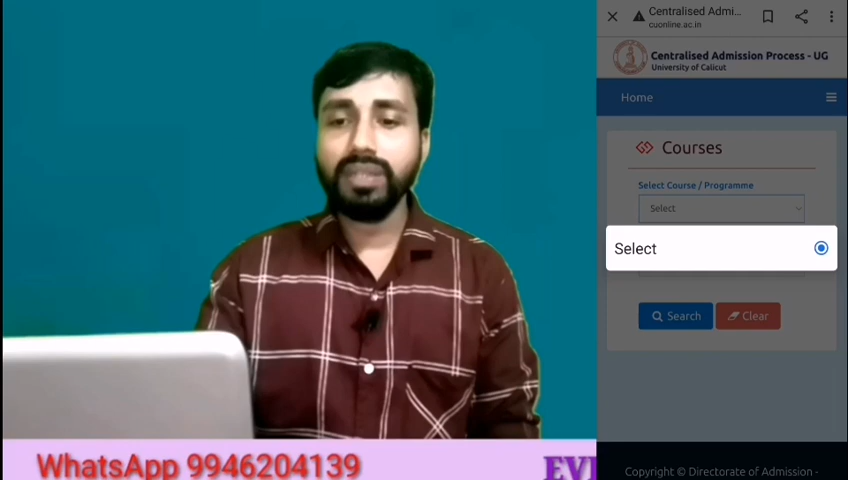 Centralised Admi...
cuonline.ac.in
Centralised Admission Process - UG
University of Calicut
Home
Courses
Select Course / Programme
Select
Select
Search
Clear
Copyright © Directorate of Admission -
WhatsApp 9946204139